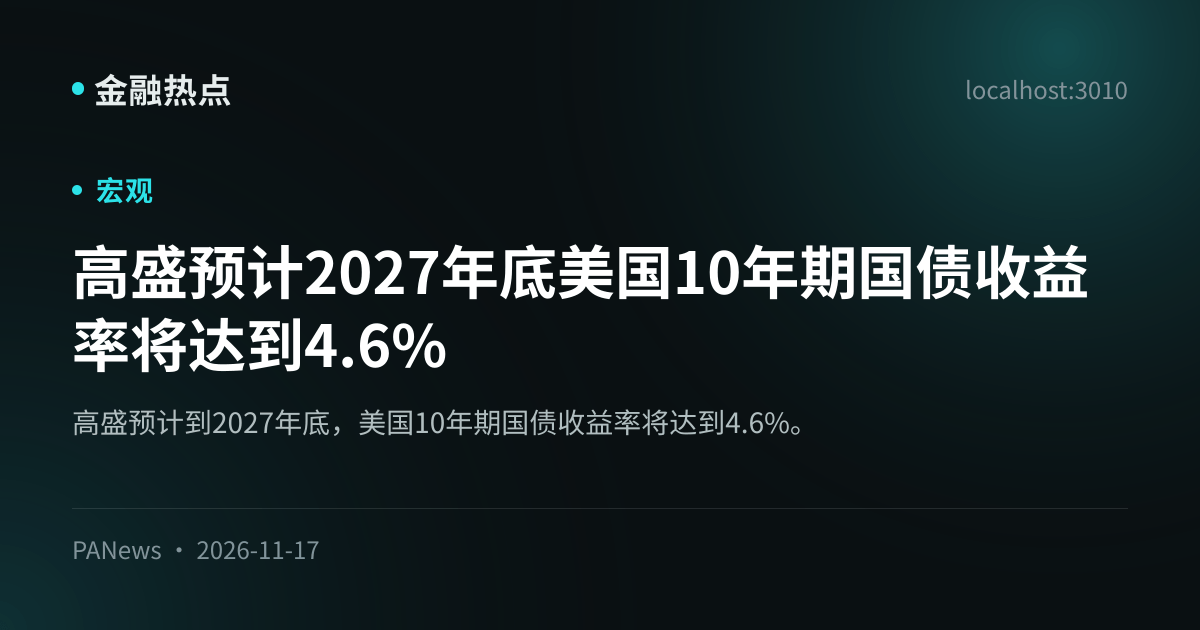 金融热点
localhost:3010
宏观
高盛预计2027年底美国10年期国债收益
率将达到4.6%
高盛预计到2027年底，美国10年期国债收益率将达到4.6%。
PANews · 2026-11-17